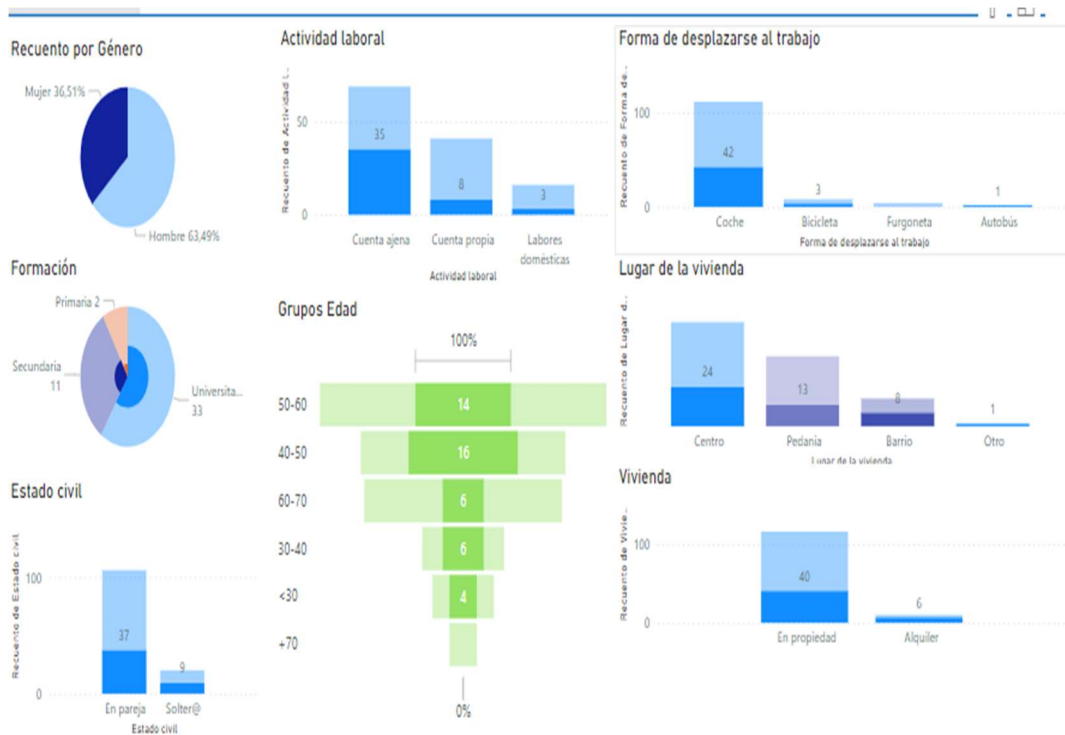 Recuento por Género
Mujer 36,51%
Hombre 63,49%
Formación
Primaria 2
Secundaria
11
Universita...
33
Estado civil
Recuento de Estado civil
100
0
37
9
En pareja
Solter@
Estado civil
Actividad laboral
Recuento de Actividad l...
50
0
35
8
3
Cuenta ajena
Cuenta propia
Labores
domésticas
Actividad laboral
Grupos Edad
100%
50-60
14
40-50
16
60-70
6
30-40
6
<30
4
+70
0%
Forma de desplazarse al trabajo
Recuento de Forma de...
100
0
42
3
1
Coche
Bicicleta
Furgoneta
Autobús
Forma de desplazarse al trabajo
Lugar de la vivienda
Recuento de Lugar d...
24
13
8
1
Centro
Pedania
Barrio
Otro
Lugar de la vivienda
Vivienda
Recuento de Vivie...
100
0
40
6
En propiedad
Alquiler